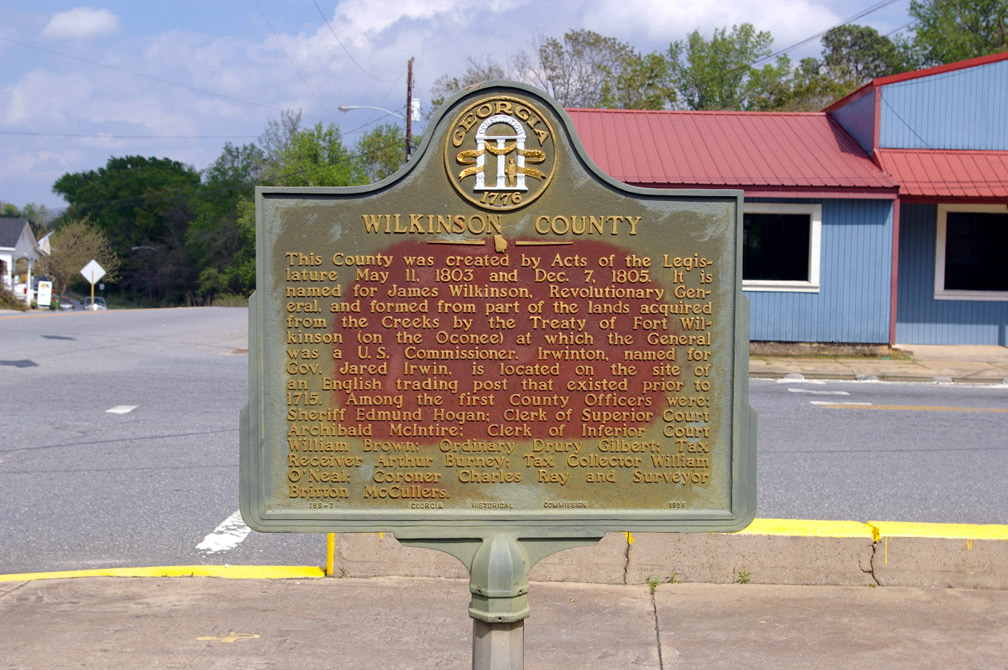 GEORGIA
1776
WILKINSON COUNTY
This County was created by Acts of the Legis-
lature May 11, 1803 and Dec. 7, 1805. It is
named for James Wilkinson, Revolutionary Gen-
eral, and formed from part of the lands acquired
from the Creeks by the Treaty of Fort Wil-
kinson (on the Oconee) at which the General
was a U.S. Commissioner. Irwinton, named for
Gov. Jared Irwin, is located on the site of
an English trading post that existed prior to
1715. Among the first County Officers were:
Sheriff Edmund Hogan; Clerk of Superior Court
Archibald McIntire; Clerk of Inferior Court
William Brown; Ordinary Drury Gilbert; Tax
Receiver Arthur Burney; Tax Collector William
O'Neal; Coroner Charles Ray and Surveyor
Britton McCullers.
GEORGIA HISTORICAL COMMISSION